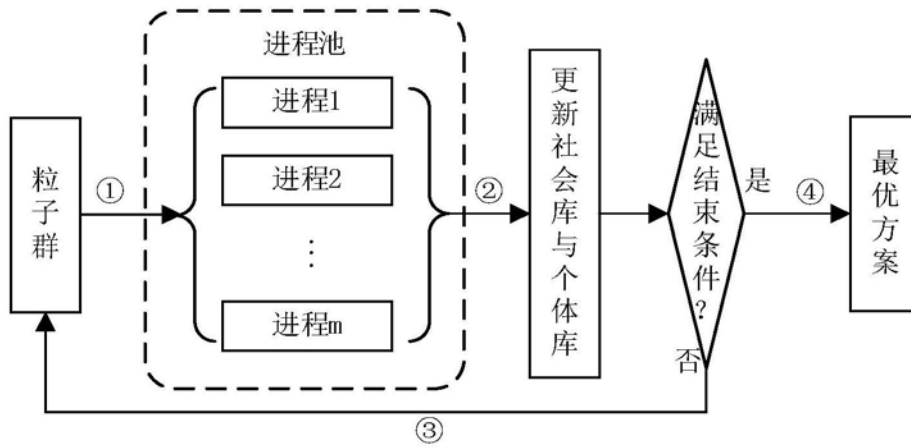 粒子群
①
进程池
进程1
进程2
⋮
进程m
②
更新社会库与个体库
满足结束条件?
是
④
最优方案
否
③